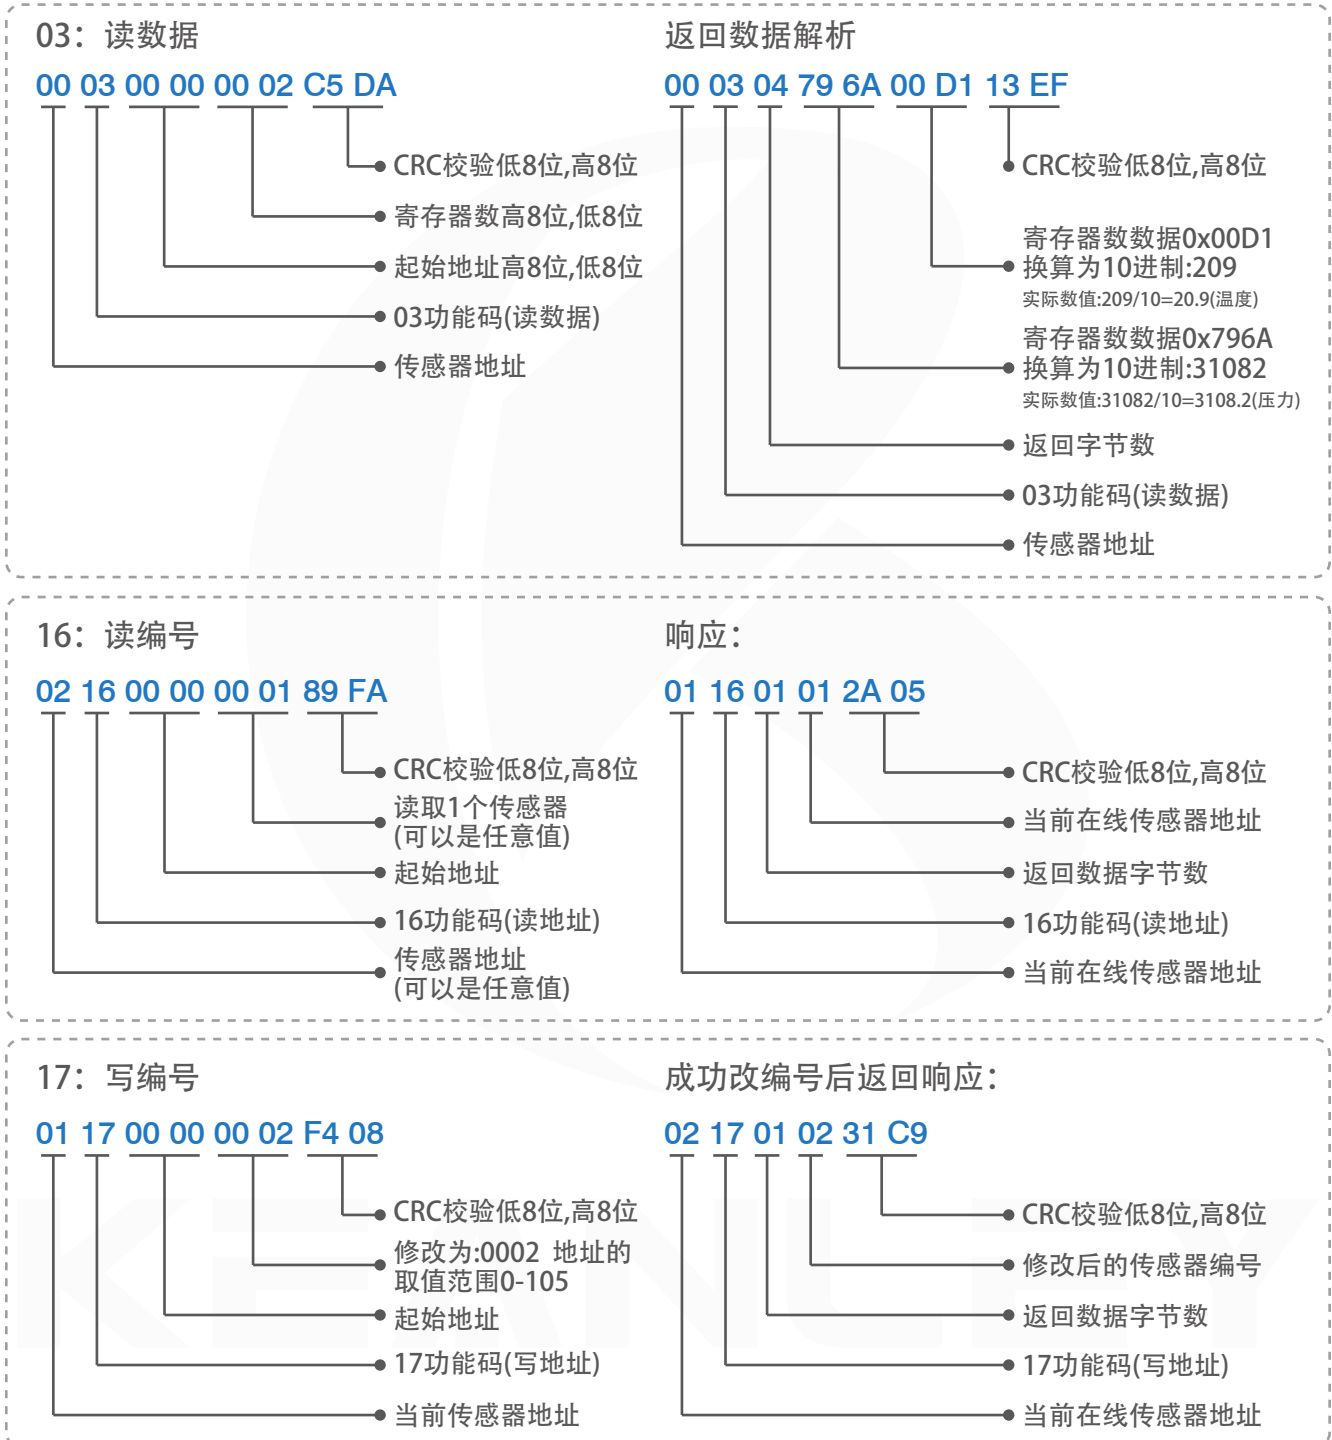 03：读数据
00 03 00 00 00 02 C5 DA
CRC校验低8位,高8位
寄存器数高8位,低8位
起始地址高8位,低8位
03功能码(读数据)
传感器地址
返回数据解析
00 03 04 79 6A 00 D1 13 EF
CRC校验低8位,高8位
寄存器数数据0x00D1
换算为10进制:209
实际数值:209/10=20.9(温度)
寄存器数数据0x796A
换算为10进制:31082
实际数值:31082/10=3108.2(压力)
返回字节数
03功能码(读数据)
传感器地址
16：读编号
02 16 00 00 00 01 89 FA
CRC校验低8位,高8位
读取1个传感器
(可以是任意值)
起始地址
16功能码(读地址)
传感器地址
(可以是任意值)
响应：
01 16 01 01 2A 05
CRC校验低8位,高8位
当前在线传感器地址
返回数据字节数
16功能码(读地址)
当前在线传感器地址
17：写编号
01 17 00 00 00 02 F4 08
CRC校验低8位,高8位
修改为:0002 地址的
取值范围0-105
起始地址
17功能码(写地址)
当前传感器地址
成功改编号后返回响应：
02 17 01 02 31 C9
CRC校验低8位,高8位
修改后的传感器编号
返回数据字节数
17功能码(写地址)
当前在线传感器地址
KEANLEY